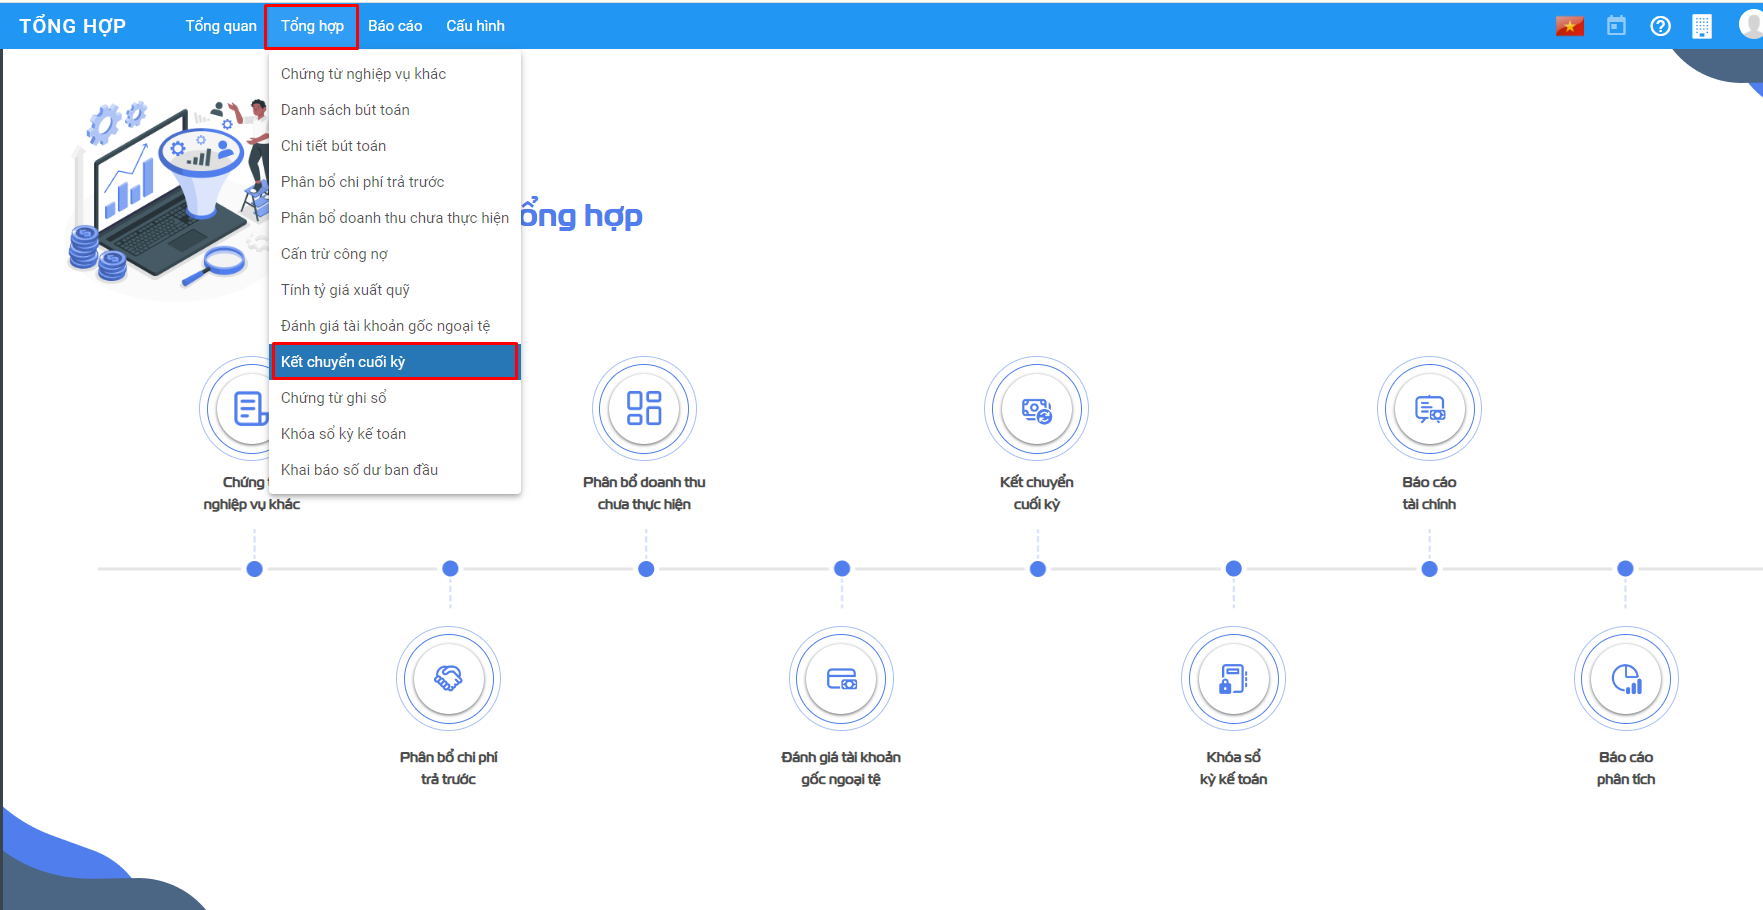 TỔNG HỢP
Tổng quan
Tổng hợp
Báo cáo
Cấu hình
Chứng từ nghiệp vụ khác
Danh sách bút toán
Chi tiết bút toán
Phân bổ chi phí trả trước
Phân bổ doanh thu chưa thực hiện
Cấn trừ công nợ
Tính tỷ giá xuất quỹ
Đánh giá tài khoản gốc ngoại tệ
Kết chuyển cuối kỳ
Chứng từ ghi sổ
Khóa sổ kỳ kế toán
Khai báo số dư ban đầu
ổng hợp
Chứng
nghiệp vụ khác
Phân bổ doanh thu
chưa thực hiện
Kết chuyển
cuối kỳ
Báo cáo
tài chính
Phân bổ chi phí
trả trước
Đánh giá tài khoản
gốc ngoại tệ
Khóa sổ
kỳ kế toán
Báo cáo
phân tích